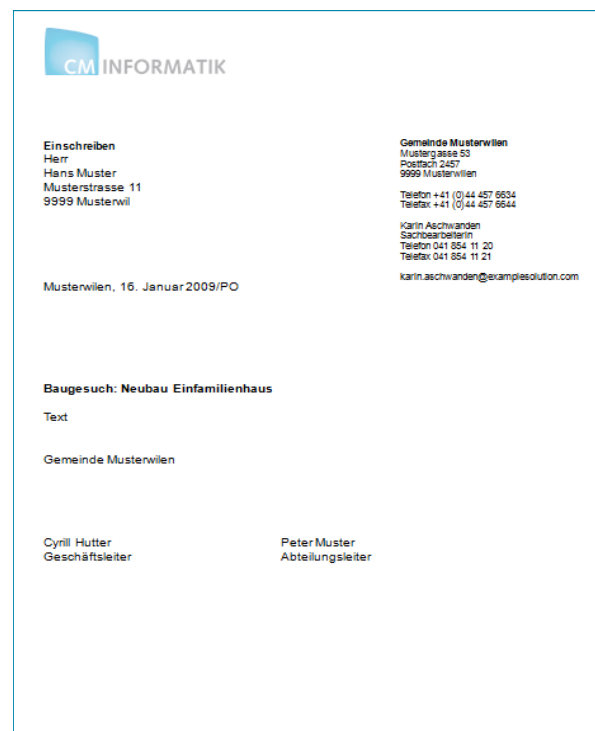 CM INFORMATIK
Einschreiben
Herr
Hans Muster
Musterstrasse 11
9999 Musterwil
Gemeinde Musterwilen
Mustergasse 53
Postfach 2457
9999 Musterwilen
Telefon +41 (0)44 457 6634
Telefax +41 (0)44 457 6644
Karin Aschwanden
Sachbearbeiterin
Telefon 041 854 11 20
Telefax 041 854 11 21
karin.aschwanden@examplesolution.com
Musterwilen, 16. Januar 2009/PO
Baugesuch: Neubau Einfamilienhaus
Text
Gemeinde Musterwilen
Cyrill Hutter Peter Muster
Geschäftsleiter Abteilungsleiter